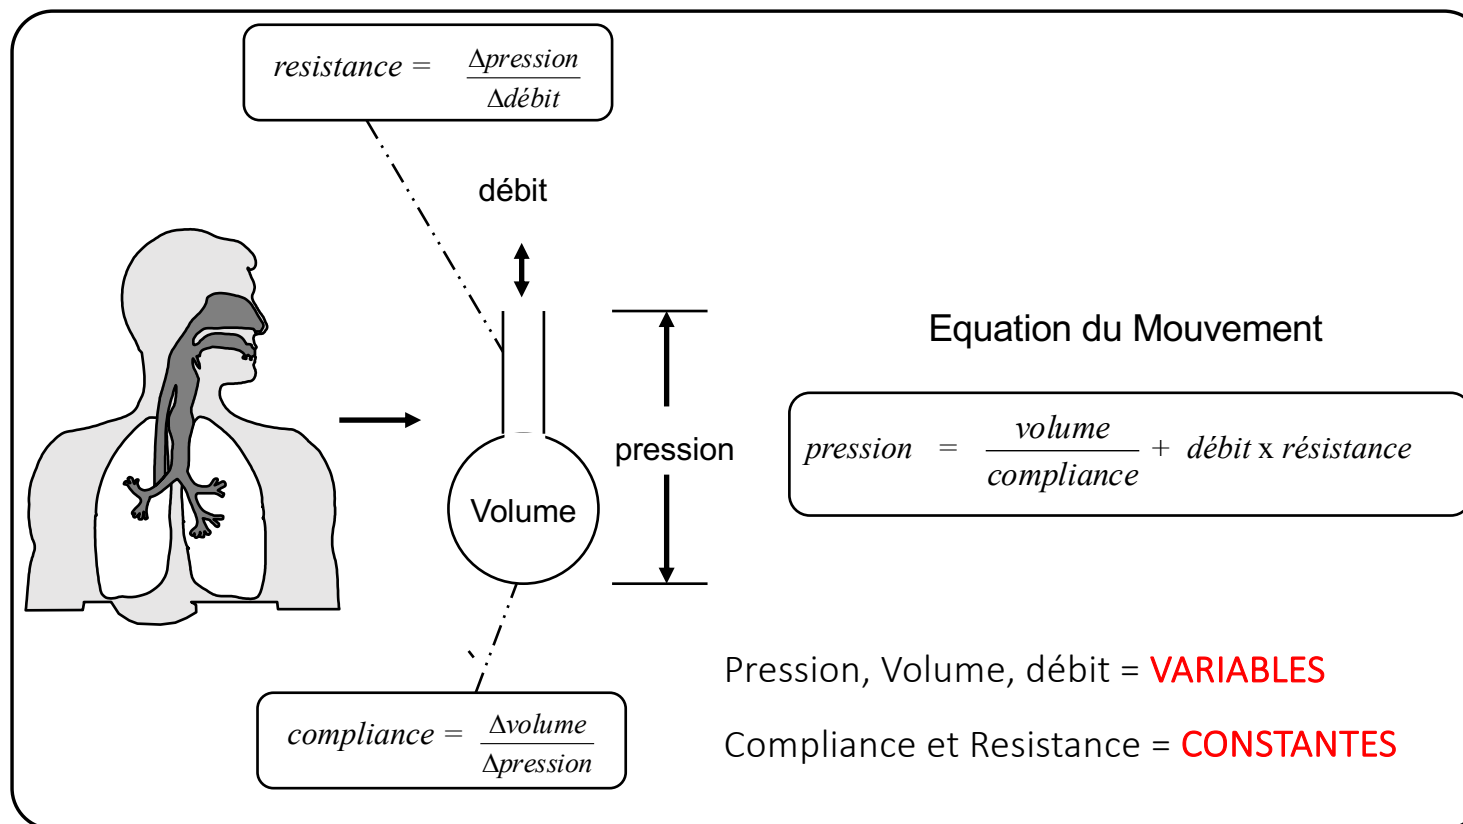 resistance = Δpression / Δdébit
débit
Equation du Mouvement
pression = volume / compliance + débit x résistance
pression
Volume
Pression, Volume, débit = VARIABLES
compliance = Δvolume / Δpression
Compliance et Resistance = CONSTANTES